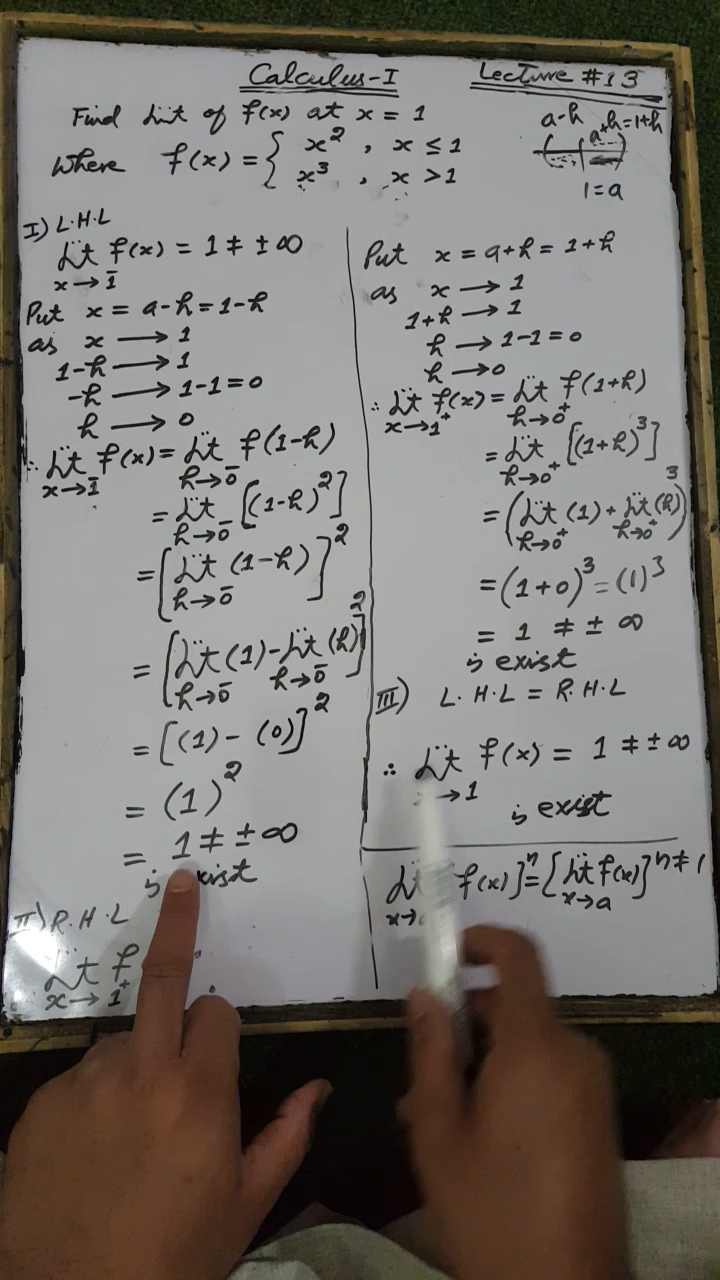 Calculus-I Lecture #13
Find Lit of f(x) at x = 1
Where f(x) = { x² , x ≤ 1
x³ , x > 1
a-h
a+h=1+h
1=a
I) L.H.L
Lt f(x) = 1 ≠ ± ∞
x→1⁻
Put x = a-h = 1-h
as x → 1
1-h → 1
-h → 1-1=0
h → 0
∴ Lt f(x) = Lt f(1-h)
x→1⁻ h→0⁻
= Lt [(1-h)²]
h→0⁻
= [Lt (1-h)]²
h→0⁻
= [Lt (1) - Lt (h)]²
h→0⁻ h→0⁻
= [(1) - (0)]²
= (1)²
= 1 ≠ ± ∞
is exist
II) R.H.L
Lt f
x→1⁺
Put x = a+h = 1+h
as x → 1
1+h → 1
h → 1-1=0
h → 0
∴ Lt f(x) = Lt f(1+h)
x→1⁺ h→0⁺
= Lt [(1+h)³]
h→0⁺
= (Lt (1) + Lt (h))³
h→0⁺ h→0⁺
= (1+0)³ = (1)³
= 1 ≠ ± ∞
is exist
III) L.H.L = R.H.L
∴ Lt f(x) = 1 ≠ ± ∞
x→1 is exist
Lt f(x)]ⁿ = [Lt f(x)]ⁿ ≠ 1
x→ x→a